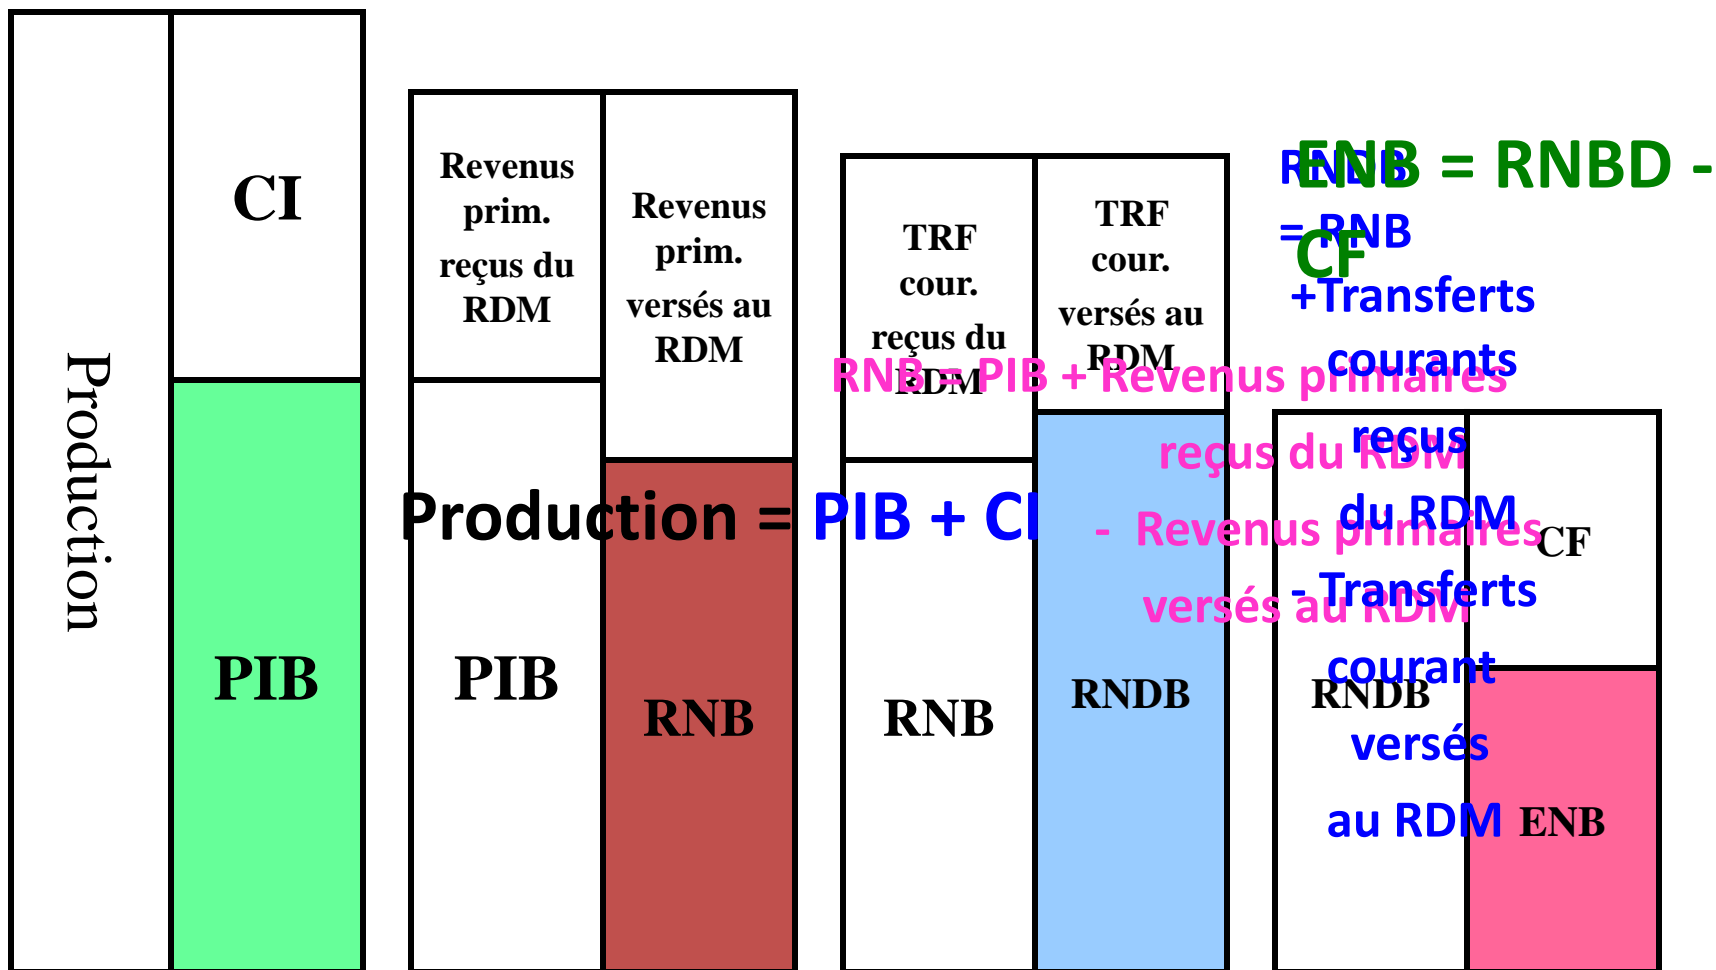 Production
CI
PIB
Revenus
prim.
reçus du
RDM
PIB
Revenus
prim.
versés au
RDM
RNB
TRF
cour.
reçus du
RDM
RNB
TRF
cour.
versés au
RDM
RNDB
RNDB
CF
ENB
Production = PIB + CI
RNB = PIB + Revenus primaires
reçus du RDM
- Revenus primaires
versés au RDM
RNDB
= RNB
+Transferts
courants
reçus
du RDM
- Transferts
courant
versés
au RDM
ENB = RNBD -
CF